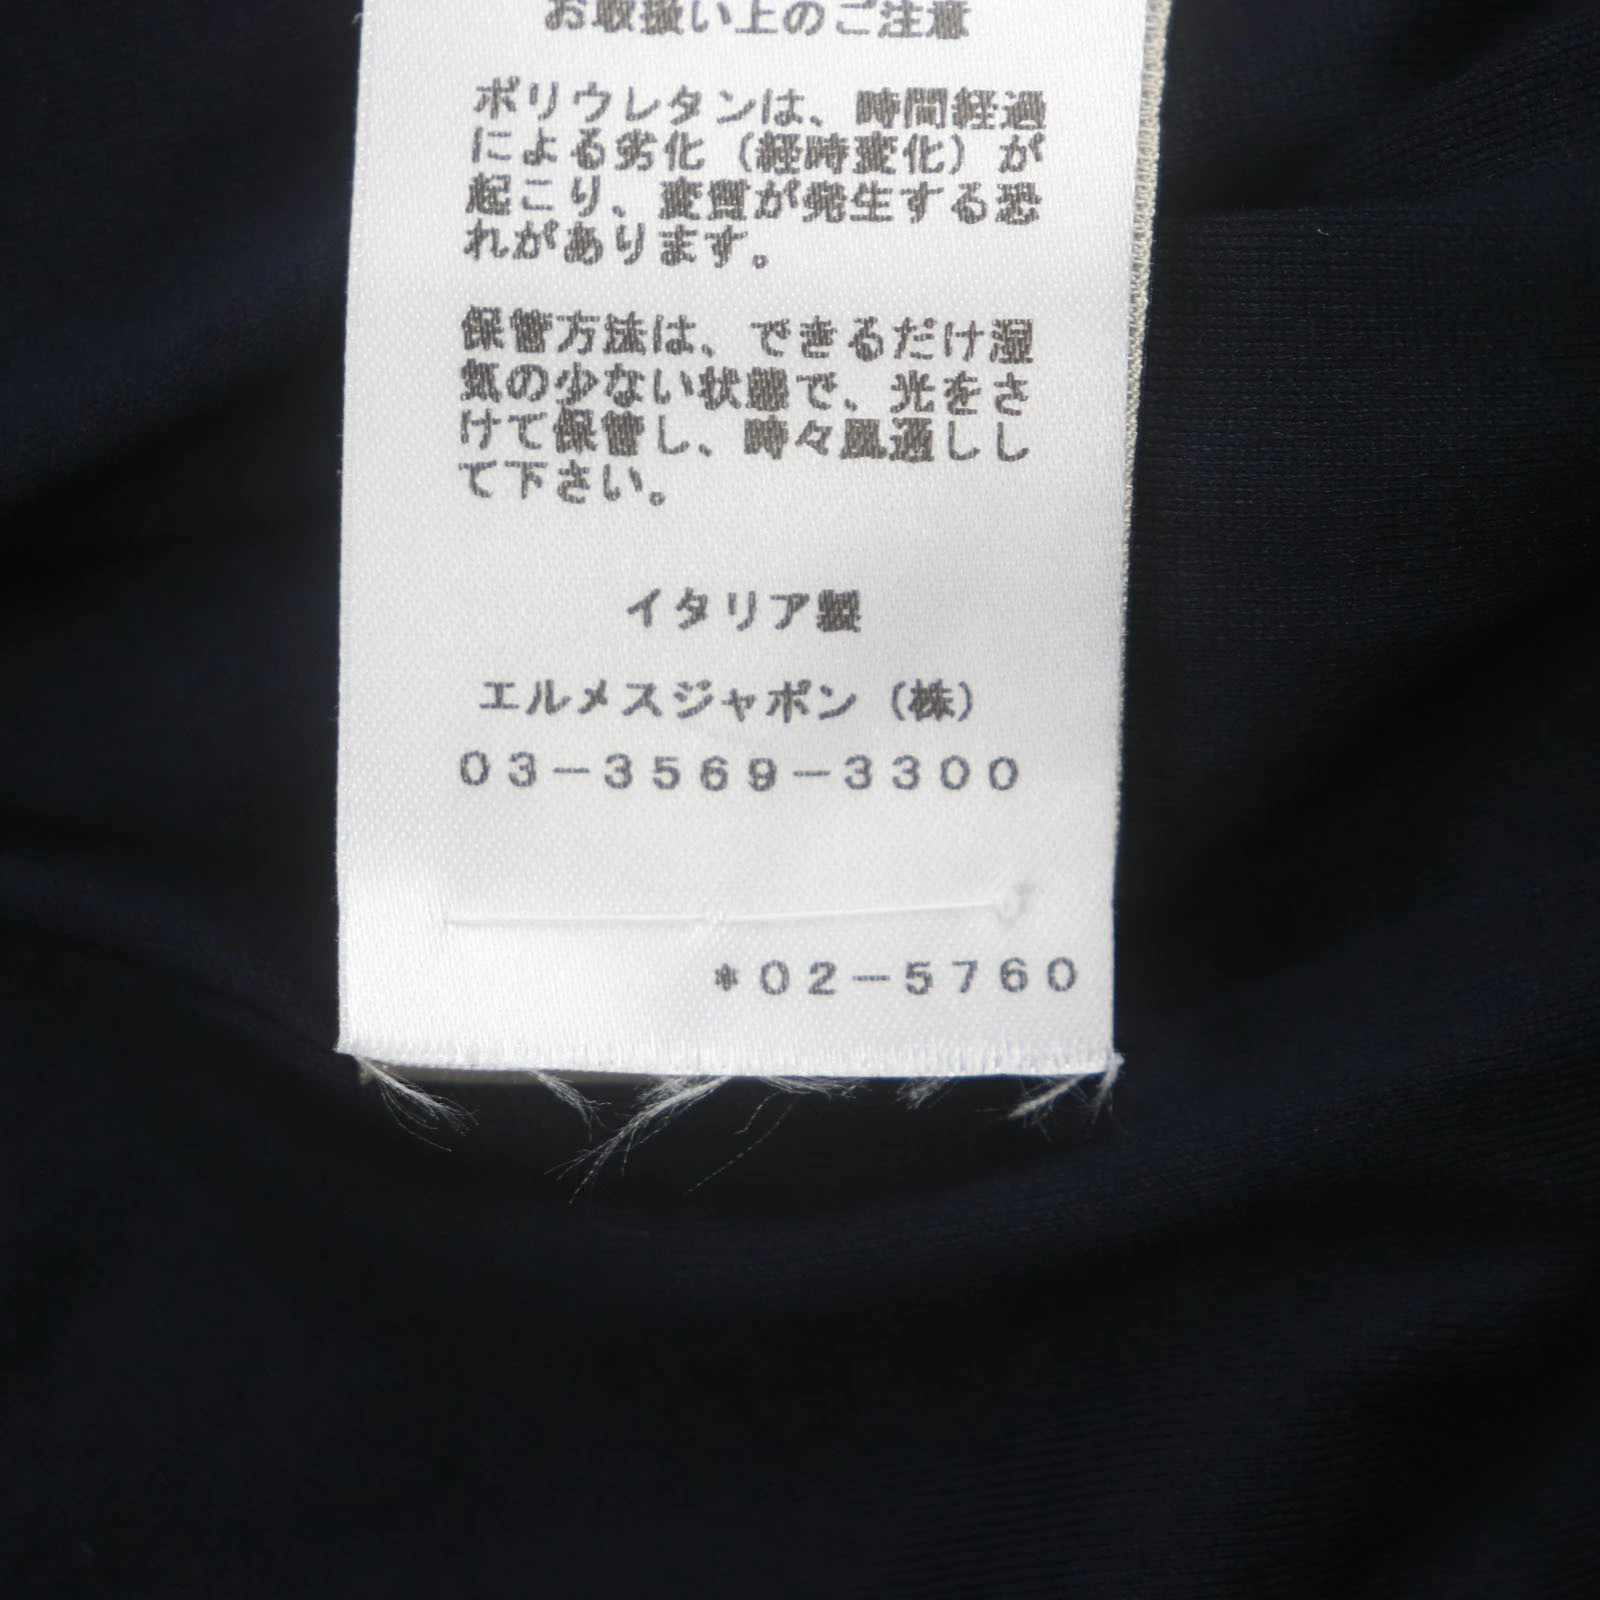 お取扱い上のご注意
ポリウレタンは、時間経過
による劣化（経時変化）が
起こり、変質が発生する恐
れがあります。
保管方法は、できるだけ湿
気の少ない状態で、光をさ
けて保管し、時々風通しし
て下さい。
イタリア製
エルメスジャポン（株）
03－3569－3300
*02－5760